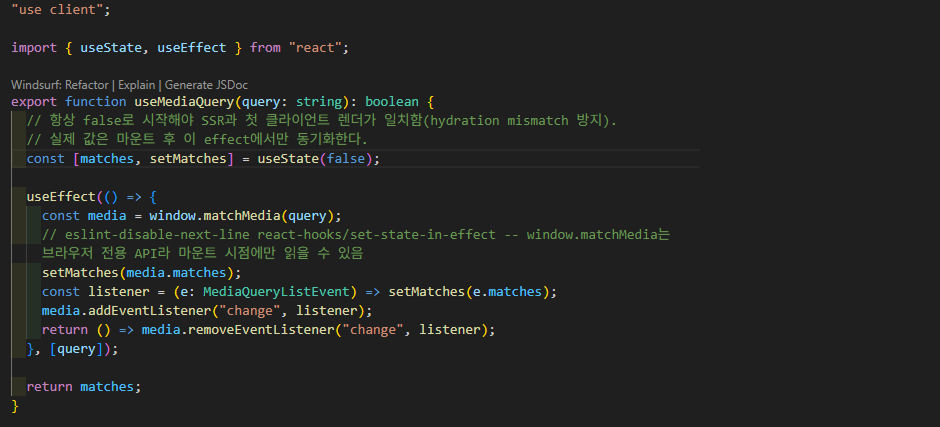 "use client";
import { useState, useEffect } from "react";
Windsurf: Refactor | Explain | Generate JSDoc
export function useMediaQuery(query: string): boolean {
// 항상 false로 시작해야 SSR과 첫 클라이언트 렌더가 일치함(hydration mismatch 방지).
// 실제 값은 마운트 후 이 effect에서만 동기화한다.
const [matches, setMatches] = useState(false);
useEffect(() => {
const media = window.matchMedia(query);
// eslint-disable-next-line react-hooks/set-state-in-effect -- window.matchMedia는
브라우저 전용 API라 마운트 시점에만 읽을 수 있음
setMatches(media.matches);
const listener = (e: MediaQueryListEvent) => setMatches(e.matches);
media.addEventListener("change", listener);
return () => media.removeEventListener("change", listener);
}, [query]);
return matches;
}